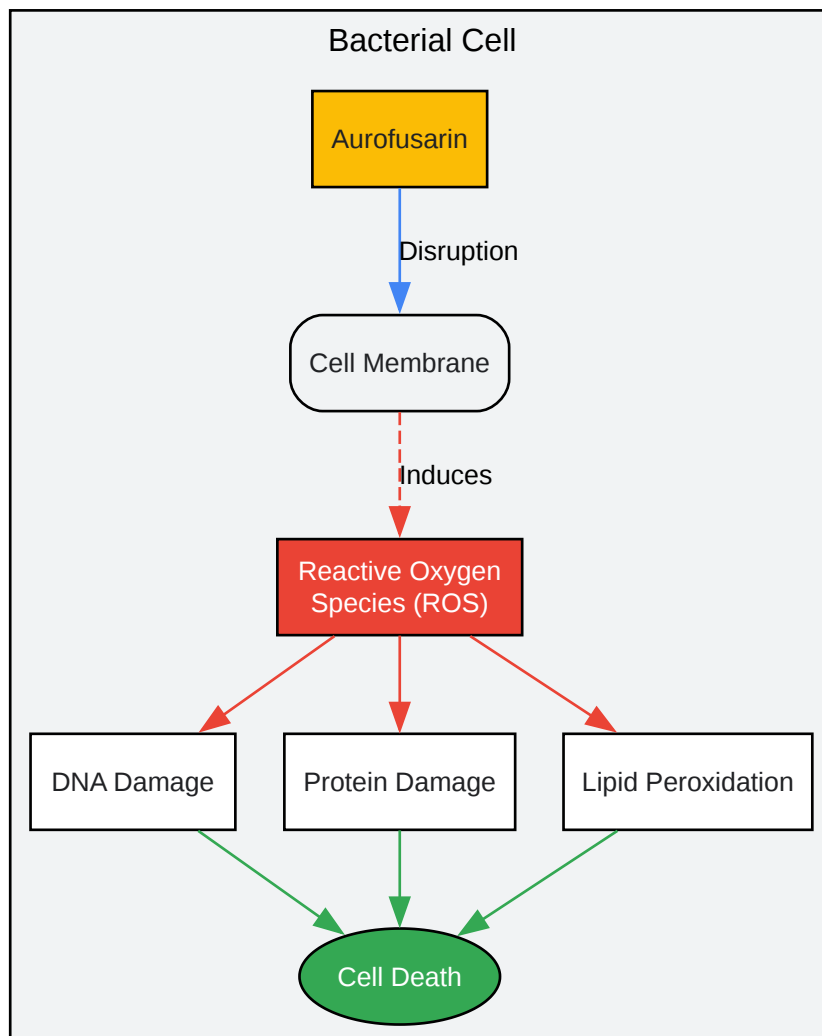 Bacterial Cell
Aurofusarin
Disruption
Cell Membrane
Induces
Reactive Oxygen
Species (ROS)
DNA Damage
Protein Damage
Lipid Peroxidation
Cell Death